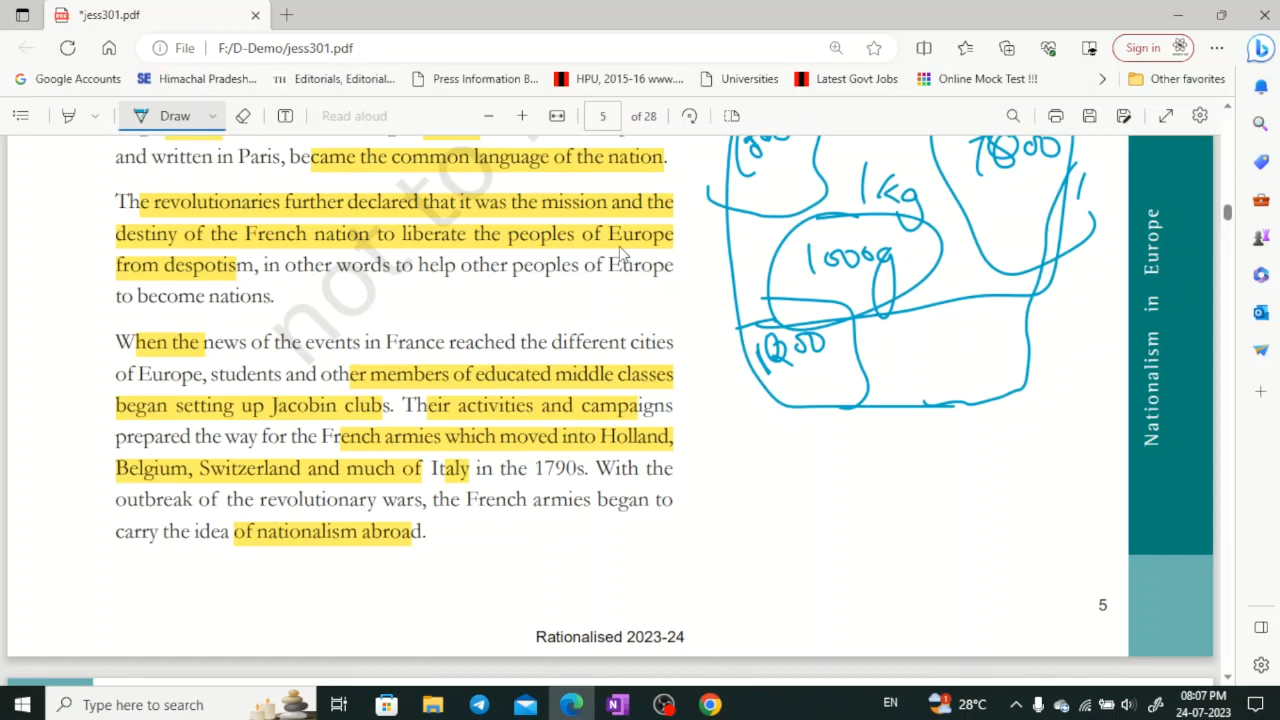 *jess301.pdf
File F:/D-Demo/jess301.pdf
Sign in
Google Accounts
SE Himachal Pradesh...
TH Editorials, Editorial...
Press Information B...
HPU, 2015-16 www....
Universities
Latest Govt Jobs
Online Mock Test !!!
Other favorites
Draw
Read aloud
5 of 28
and written in Paris, became the common language of the nation.
The revolutionaries further declared that it was the mission and the
destiny of the French nation to liberate the peoples of Europe
from despotism, in other words to help other peoples of Europe
to become nations.
When the news of the events in France reached the different cities
of Europe, students and other members of educated middle classes
began setting up Jacobin clubs. Their activities and campaigns
prepared the way for the French armies which moved into Holland,
Belgium, Switzerland and much of Italy in the 1790s. With the
outbreak of the revolutionary wars, the French armies began to
carry the idea of nationalism abroad.
not to
1 Kg
1000g
Nationalism in Europe
5
Rationalised 2023-24
Type here to search
EN
1
28°C
08:07 PM
24-07-2023